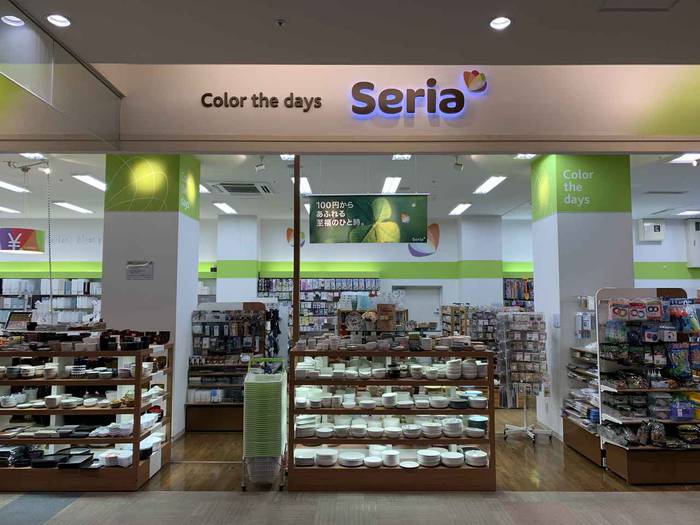 Color the days
Seria
Color
the
days
days
100円から
あふれる
至福のひと時。
Seria
¥